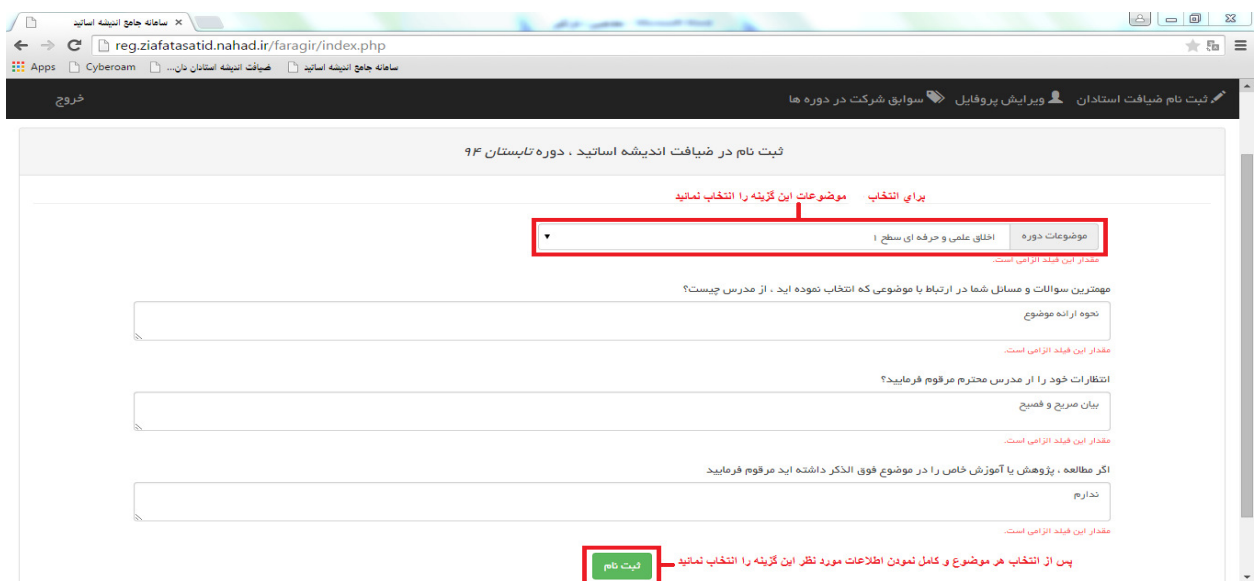 سامانه جامع اندیشه اساتید
reg.ziafatasatid.nahad.ir/faragir/index.php
Apps Cyberoam ضیافت اندیشه استادان دان... سامانه جامع اندیشه اساتید
ثبت نام ضیافت استادان ویرایش پروفایل سوابق شرکت در دوره ها خروج
ثبت نام در ضیافت اندیشه اساتید ، دوره تابستان ۹۴
براي انتخاب موضوعات این گزینه را انتخاب نمائید
موضوعات دوره اخلاق علمی و حرفه ای سطح ۱
مقدار این فیلد الزامی است.
مهمترین سوالات و مسائل شما در ارتباط با موضوعی که انتخاب نموده اید ، از مدرس چیست؟
نحوه ارائه موضوع
مقدار این فیلد الزامی است.
انتظارات خود را ار مدرس محترم مرقوم فرمایید؟
بیان صریح و فصیح
مقدار این فیلد الزامی است.
اگر مطالعه ، پژوهش یا آموزش خاص را در موضوع فوق الذکر داشته اید مرقوم فرمایید
ندارم
مقدار این فیلد الزامی است.
پس از انتخاب هر موضوع و کامل نمودن اطلاعات مورد نظر این گزینه را انتخاب نمائید
ثبت نام